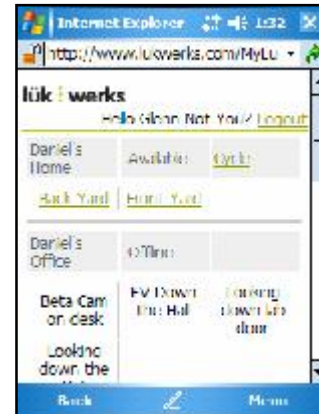 Internet Explorer 1:32
http://www.lukwerks.com/MyLu
lük : werks
Hello Glenn Not You? Logout
Daniel's Home Available Cycle
Back Yard Front Yard
Daniel's Office Offline
Beta Cam on desk
FV Down the Hall
Looking down lab door
Looking down the
Back Menu